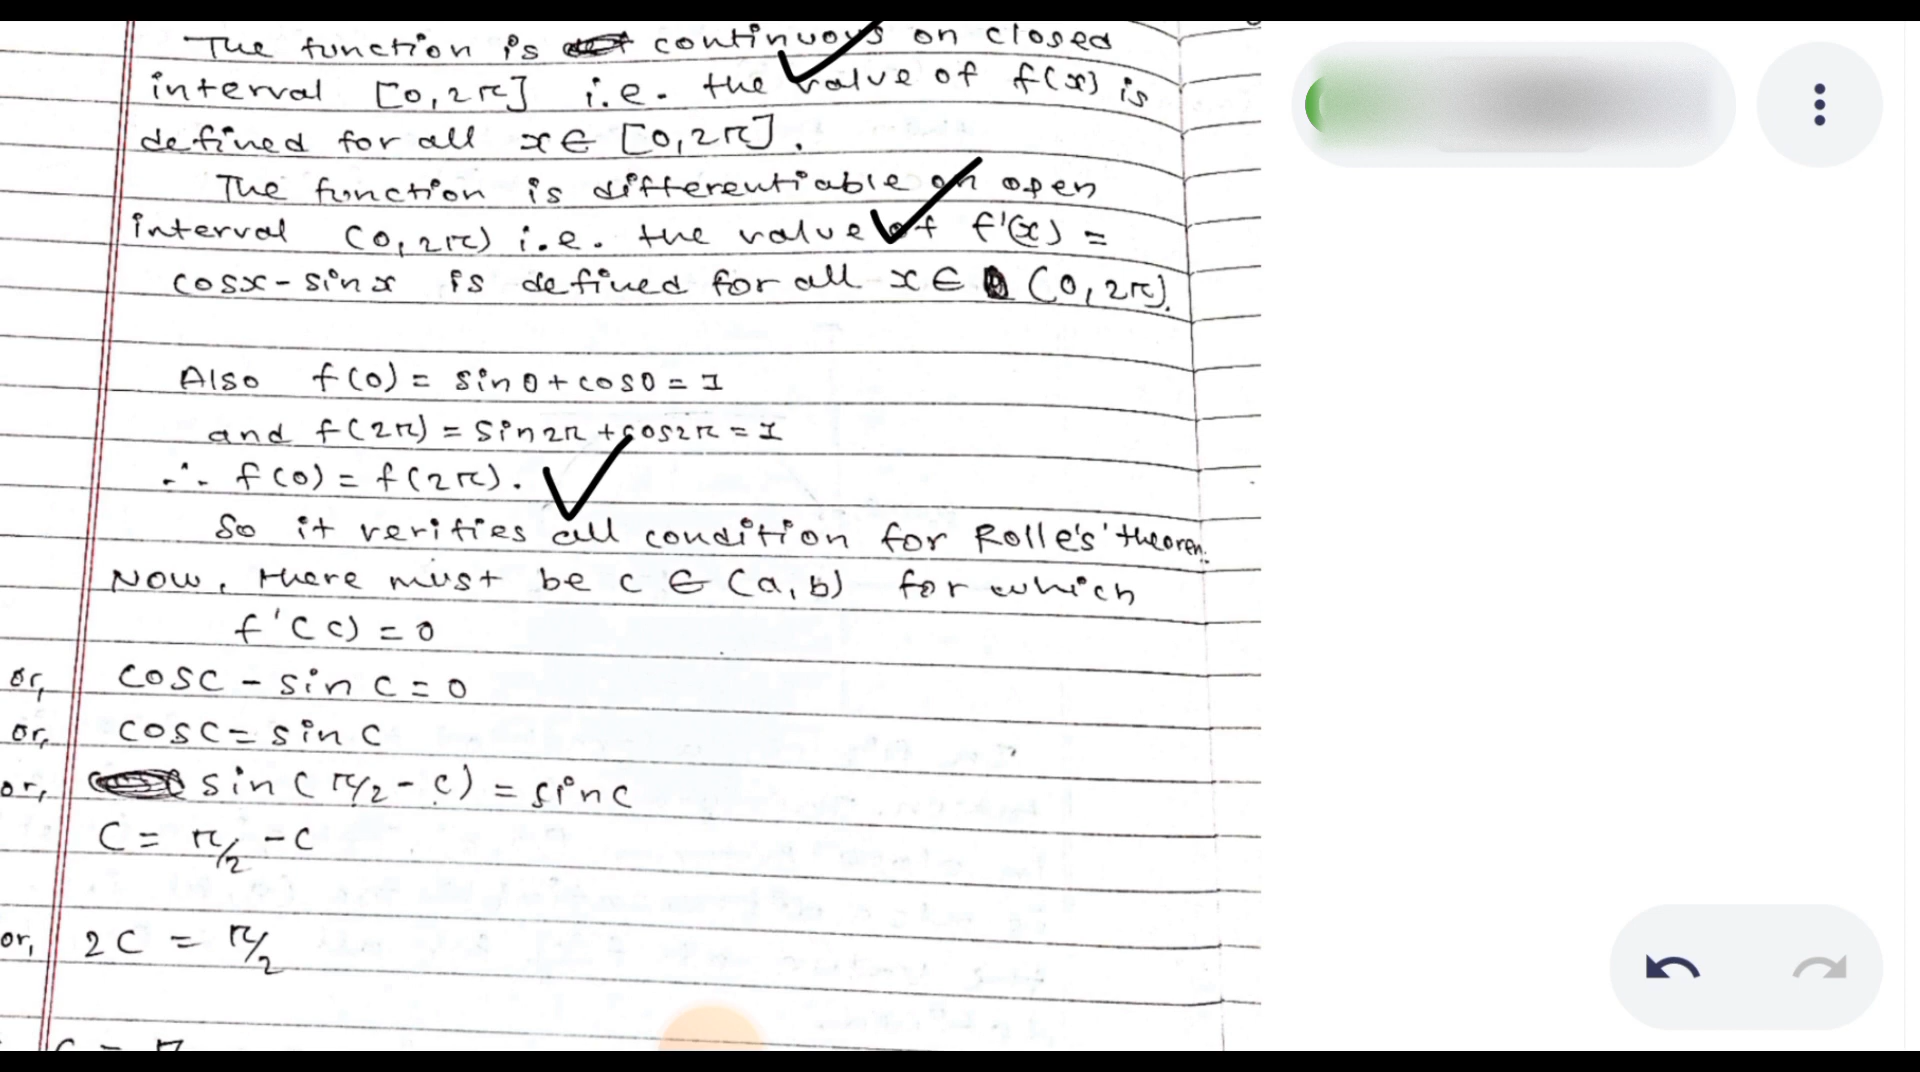 The function is continuous on closed
interval [0, 2π] i.e. the value of f(x) is
defined for all x ∈ [0, 2π].
The function is differentiable on open
interval (0, 2π) i.e. the value of f'(x) =
cosx - sinx is defined for all x ∈ (0, 2π).
Also f(0) = sin0 + cos0 = 1
and f(2π) = sin2π + cos2π = 1
∴ f(0) = f(2π).
So it verifies all condition for Rolle's' theorem.
Now, there must be c ∈ (a, b) for which
f'(c) = 0
or, cosc - sin c = 0
or, cosc = sin c
or, sin(π/2 - c) = sinc
c = π/2 - c
or, 2c = π/2